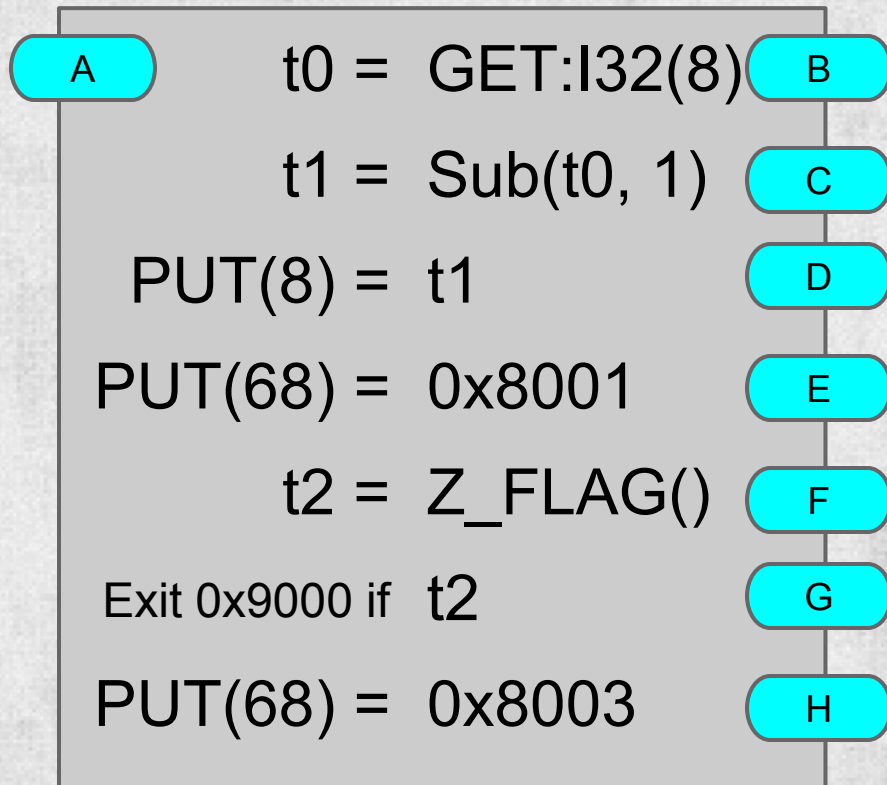 A t0 = GET:I32(8) B
t1 = Sub(t0, 1) C
PUT(8) = t1 D
PUT(68) = 0x8001 E
t2 = Z_FLAG() F
Exit 0x9000 if t2 G
PUT(68) = 0x8003 H